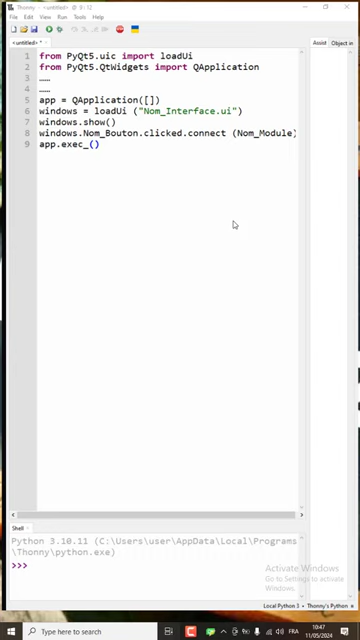 Thonny - <untitled> @ 9 : 12
File Edit View Run Tools Help
<untitled> *
Assist
Object in
1 from PyQt5.uic import loadUi
2 from PyQt5.QtWidgets import QApplication
3 ……
4 ……
5 app = QApplication([])
6 windows = loadUi ("Nom_Interface.ui")
7 windows.show()
8 windows.Nom_Bouton.clicked.connect (Nom_Module)
9 app.exec_()
Shell
Python 3.10.11 (C:\Users\user\AppData\Local\Programs
\Thonny\python.exe)
>>>
Activate Windows
Go to Settings to activate
Windows.
Local Python 3 • Thonny's Python
Type here to search
FRA
10:47
11/05/2024